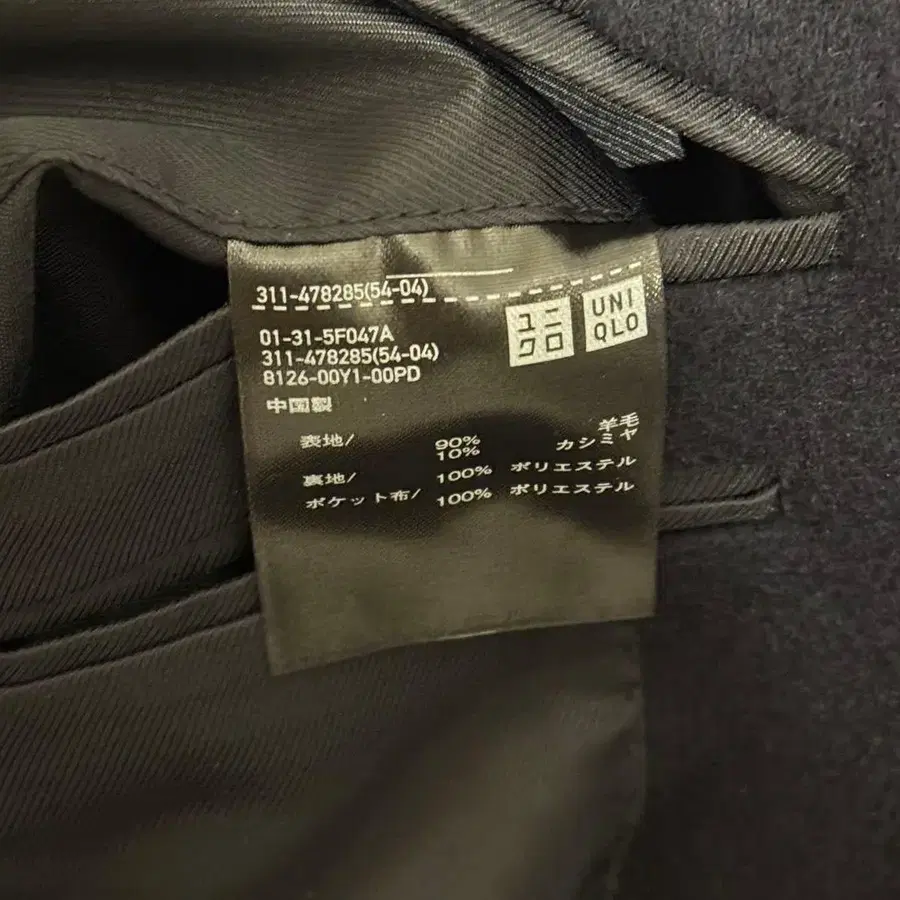 311-478285(54-04)
ユニ
クロ
UNI
QLO
01-31-5F047A
311-478285(54-04)
8126-00Y1-00PD
中国製
表地/ 90% 羊毛
10% カシミヤ
裏地/ 100% ポリエステル
ポケット布/ 100% ポリエステル